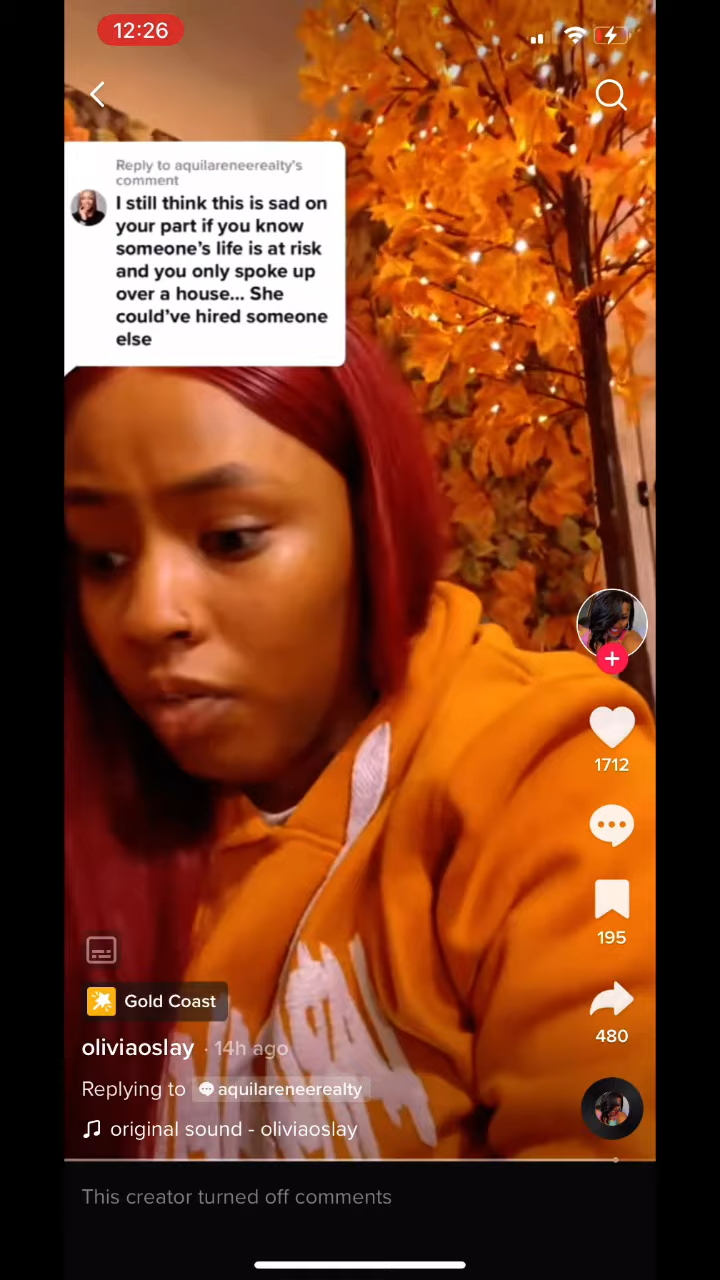 12:26
Reply to aquilareneerealty's
comment
I still think this is sad on
your part if you know
someone's life is at risk
and you only spoke up
over a house... She
could've hired someone
else
1712
195
Gold Coast
480
oliviaoslay · 14h ago
Replying to aquilareneerealty
original sound - oliviaoslay
This creator turned off comments